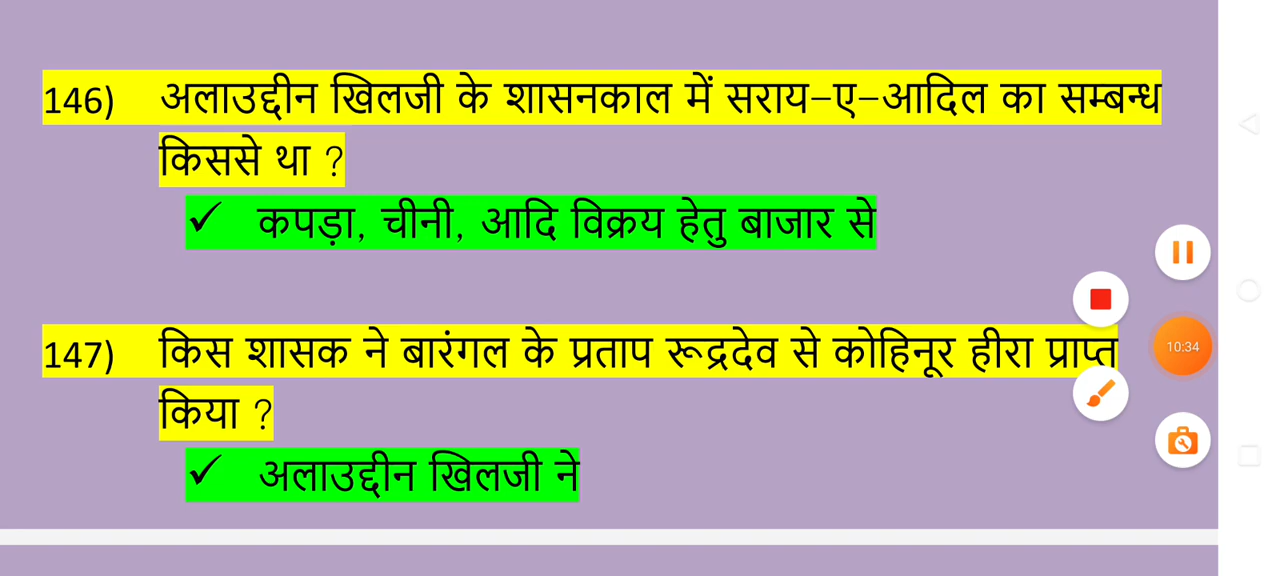 146) अलाउद्दीन खिलजी के शासनकाल में सराय–ए–आदिल का सम्बन्ध
किससे था ?
✓ कपड़ा, चीनी, आदि विक्रय हेतु बाजार से
147) किस शासक ने बारंगल के प्रताप रूद्रदेव से कोहिनूर हीरा प्राप्त
किया ?
✓ अलाउद्दीन खिलजी ने
10:34